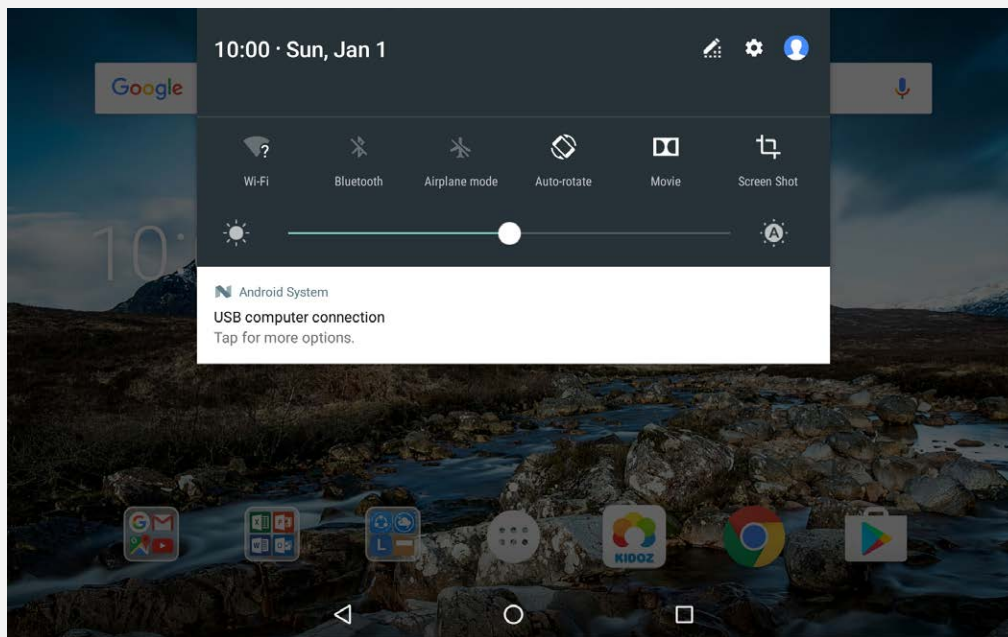 10:00 · Sun, Jan 1
Google
?
Wi-Fi
Bluetooth
Airplane mode
Auto-rotate
Movie
Screen Shot
A
10:
N Android System
USB computer connection
Tap for more options.
G M
L
KIDOZ